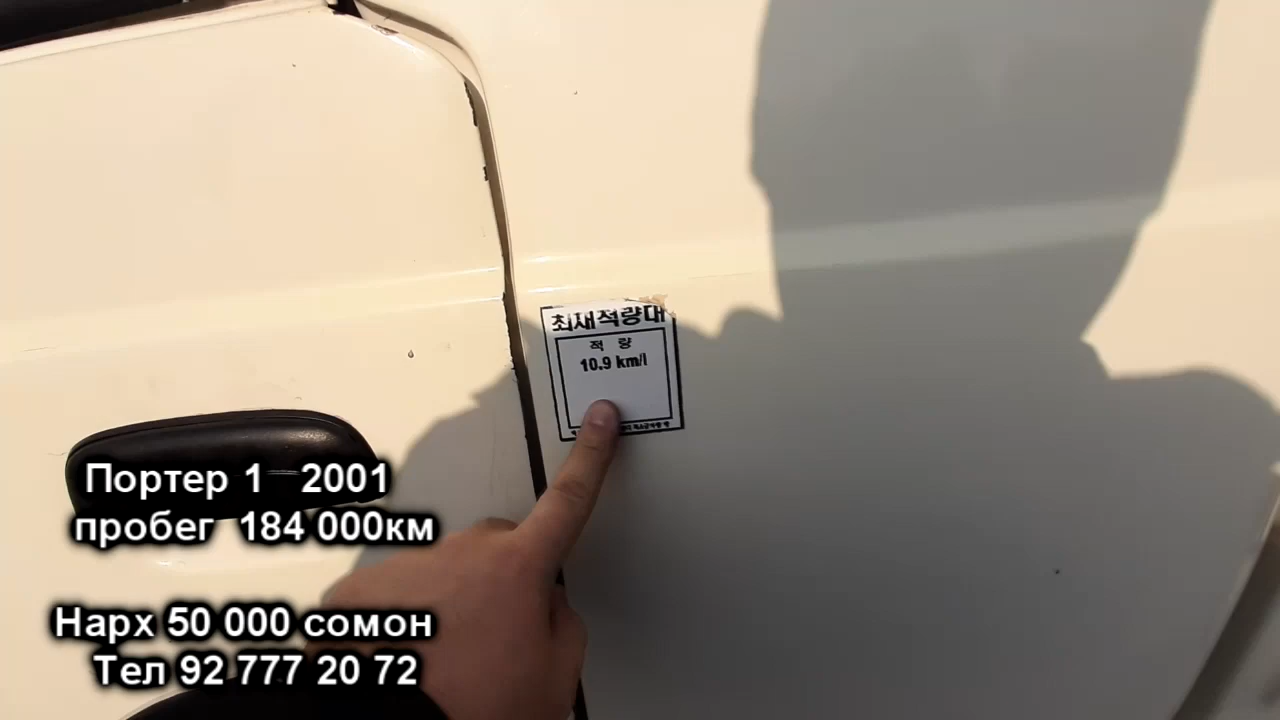 최재적량대
적 량
10.9 km/l
Портер 1 2001
пробег 184 000км
Нарх 50 000 сомон
Тел 92 777 20 72